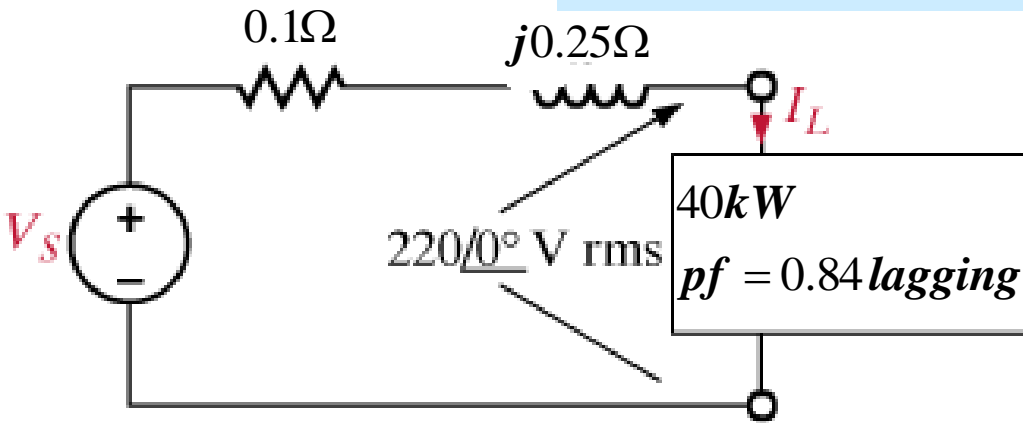 0.1Ω
j0.25Ω
I_L
V_S
+
−
220/0° V rms
40kW
pf = 0.84 lagging